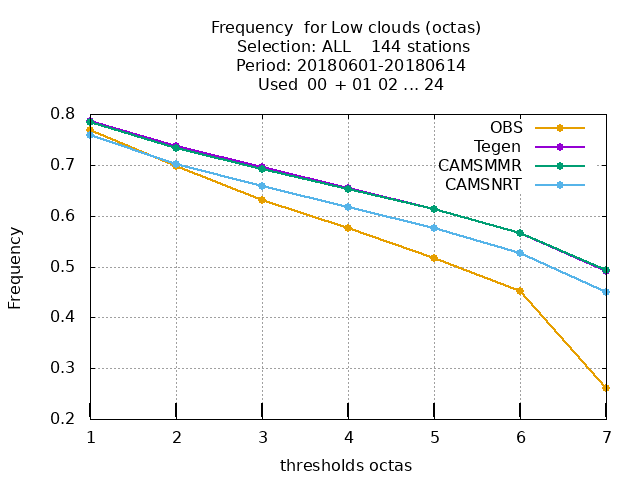 Frequency for Low clouds (octas)
Selection: ALL 144 stations
Period: 20180601-20180614
Used 00 + 01 02 ... 24
0.8
0.7
0.6
0.5
0.4
0.3
0.2
Frequency
OBS
Tegen
CAMSMMR
CAMSNRT
1 2 3 4 5 6 7
thresholds octas